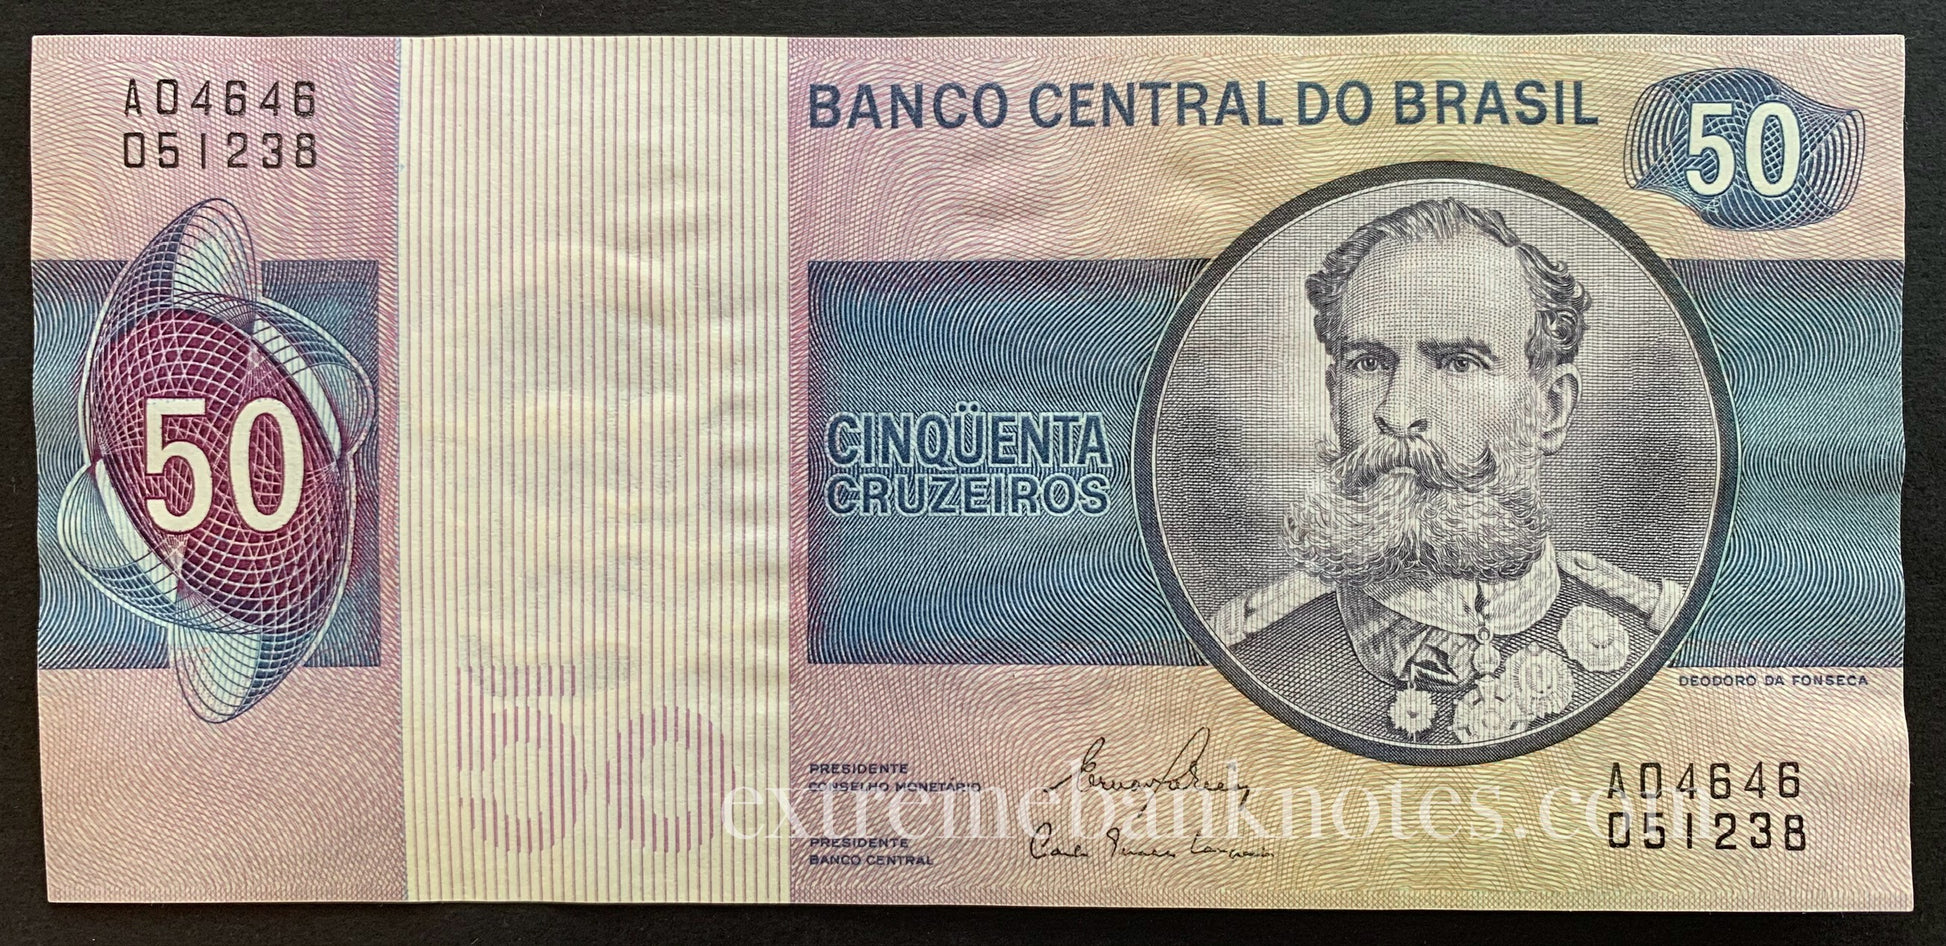 A04646
051238
BANCO CENTRAL DO BRASIL
50
50
CINQÜENTA
CRUZEIROS
DEODORO DA FONSECA
50
PRESIDENTE
CONSELHO MONETÁRIO
PRESIDENTE
BANCO CENTRAL
A04646
051238
extremebanknotes.com